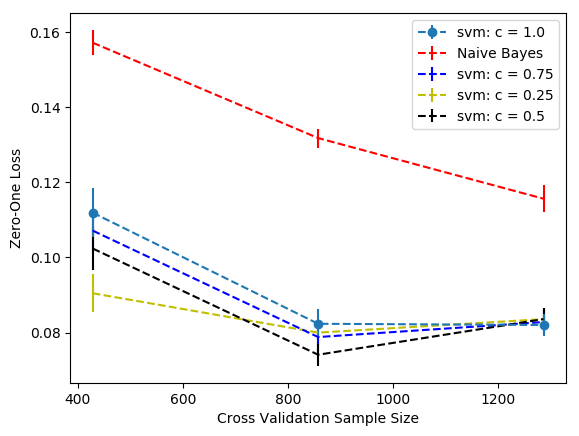 0.16
0.14
0.12
0.10
0.08
400
600
800
1000
1200
Zero-One Loss
Cross Validation Sample Size
svm: c = 1.0
Naive Bayes
svm: c = 0.75
svm: c = 0.25
svm: c = 0.5